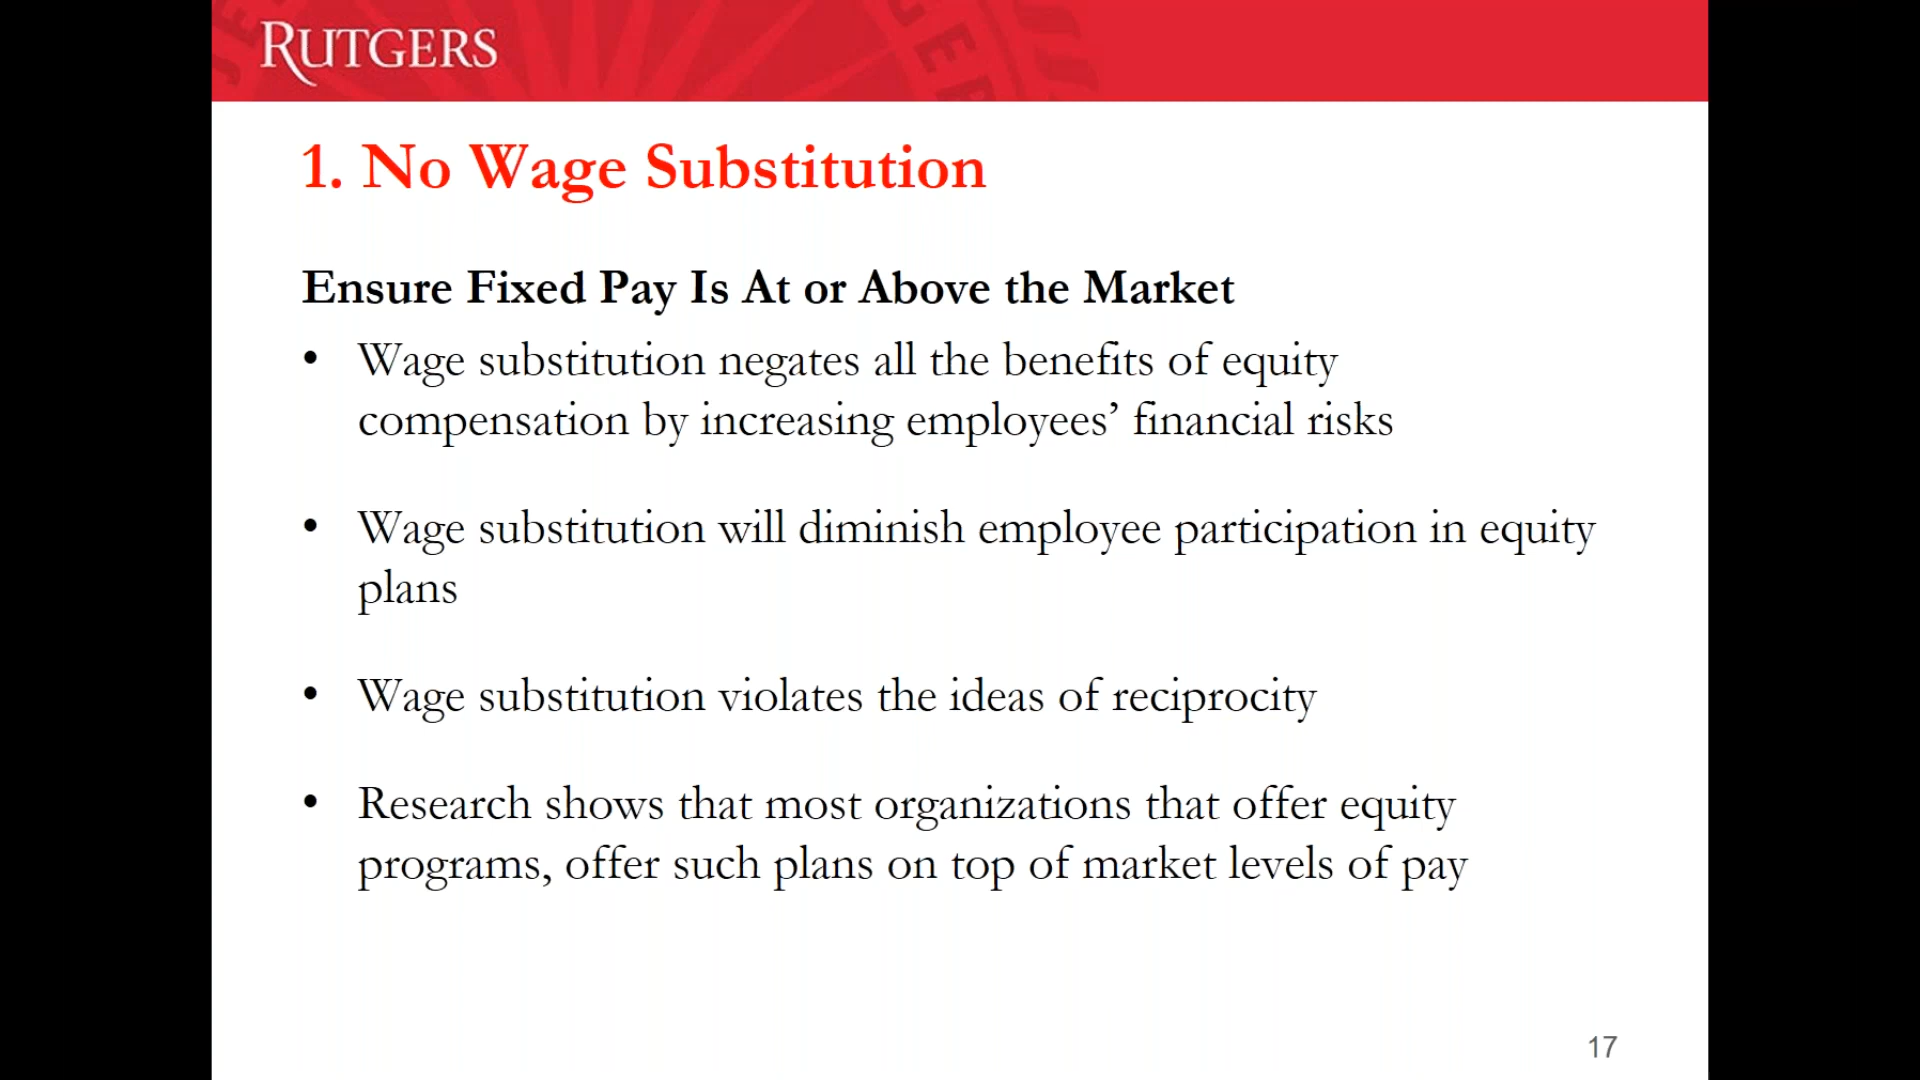 RUTGERS
1. No Wage Substitution
Ensure Fixed Pay Is At or Above the Market
• Wage substitution negates all the benefits of equity
compensation by increasing employees’ financial risks
• Wage substitution will diminish employee participation in equity
plans
• Wage substitution violates the ideas of reciprocity
• Research shows that most organizations that offer equity
programs, offer such plans on top of market levels of pay
17